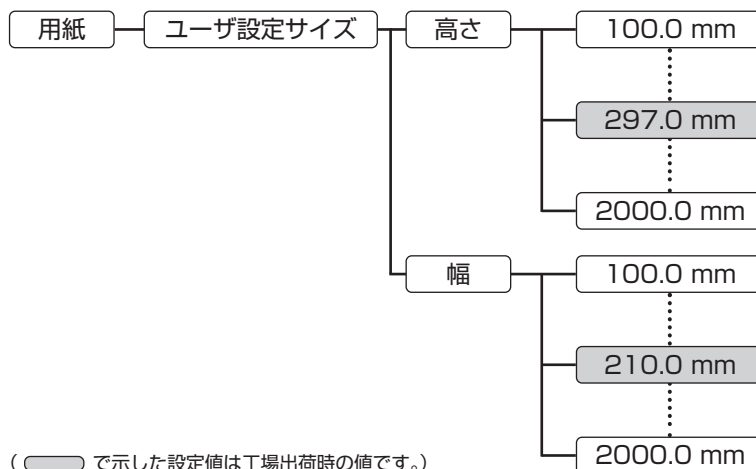 用紙 ユーザ設定サイズ 高さ 100.0 mm
297.0 mm
2000.0 mm
幅 100.0 mm
210.0 mm
2000.0 mm
( で示した設定値は工場出荷時の値です。)